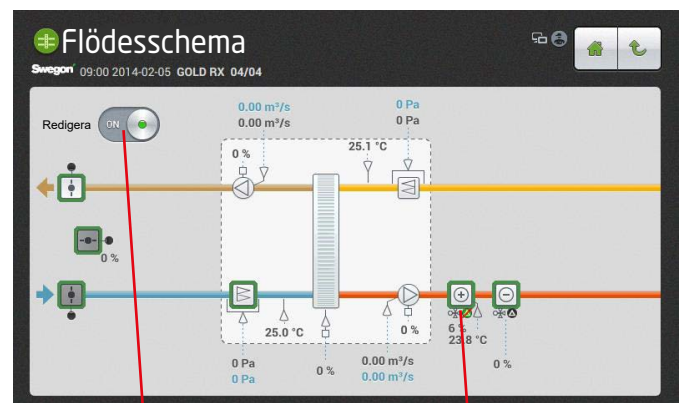 Flödesschema
Swegon 09:00 2014-02-05 GOLD RX 04/04
Redigera ON
0.00 m³/s
0.00 m³/s
0 Pa
0 Pa
0 %
25.1 °C
0 %
25.0 °C
0 %
6 %
23.8 °C
0 Pa
0 Pa
0 %
0.00 m³/s
0.00 m³/s
0 %